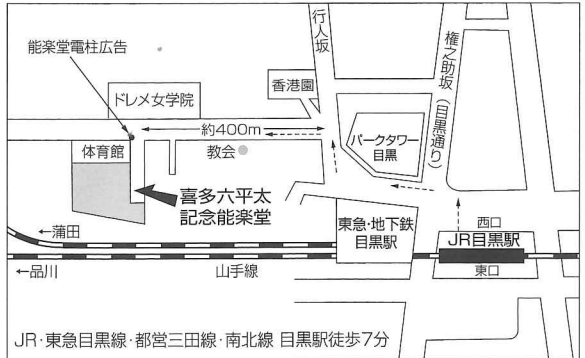 能楽堂電柱広告
ドレメ女学院
行人坂
権之助坂(目黒通り)
香港園
約400m
体育館
教会
パークタワー
目黒
喜多六平太
記念能楽堂
東急・地下鉄
目黒駅
西口
JR目黒駅
東口
←蒲田
←品川
山手線
JR・東急目黒線・都営三田線・南北線 目黒駅徒歩7分